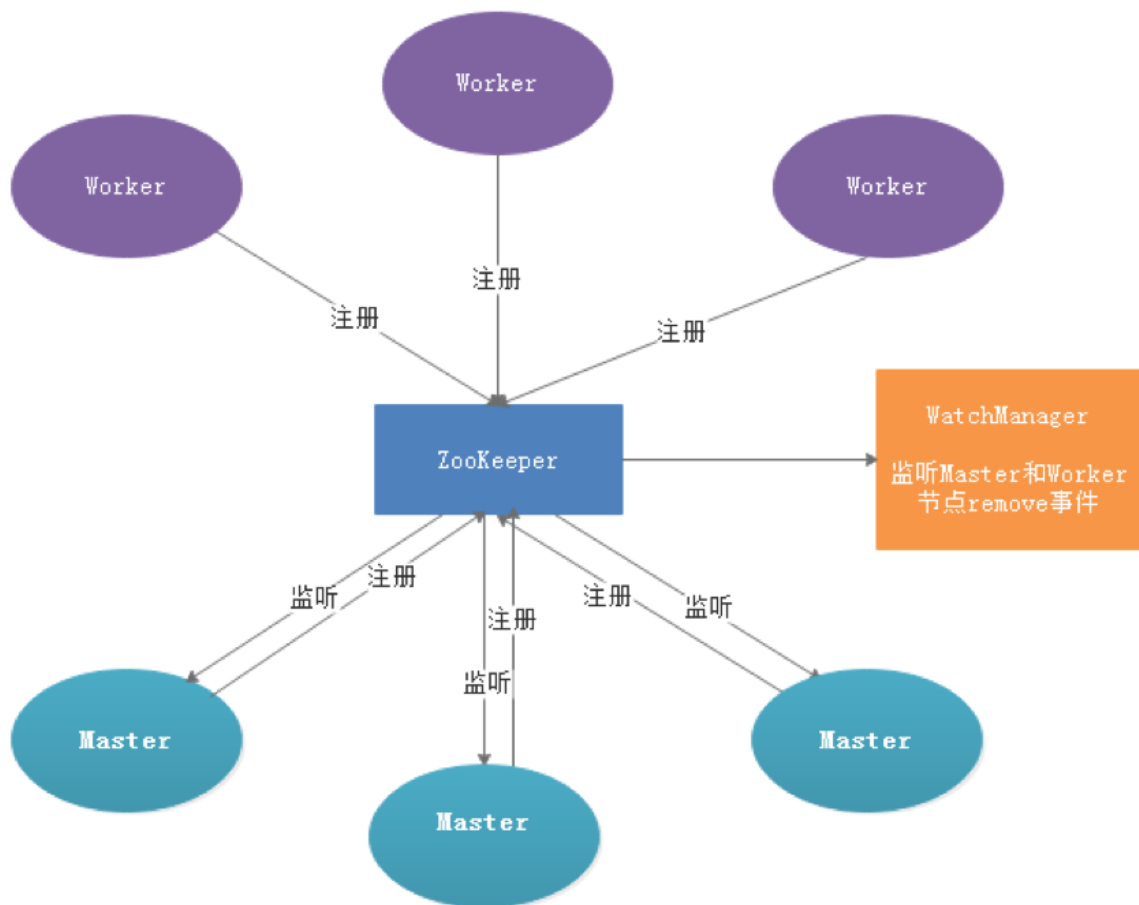 Worker
Worker
Worker
注册
注册
注册
ZooKeeper
WatchManager
监听Master和Worker
节点remove事件
监听
注册
注册
监听
注册
监听
Master
Master
Master